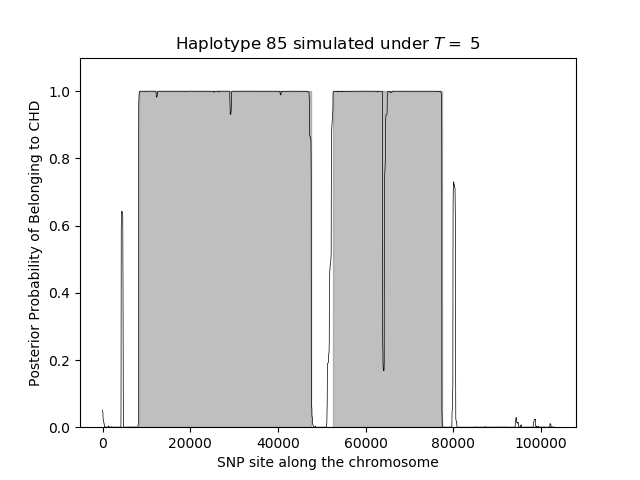 Haplotype 85 simulated under T = 5
Posterior Probability of Belonging to CHD
1.0
0.8
0.6
0.4
0.2
0.0
0 20000 40000 60000 80000 100000
SNP site along the chromosome